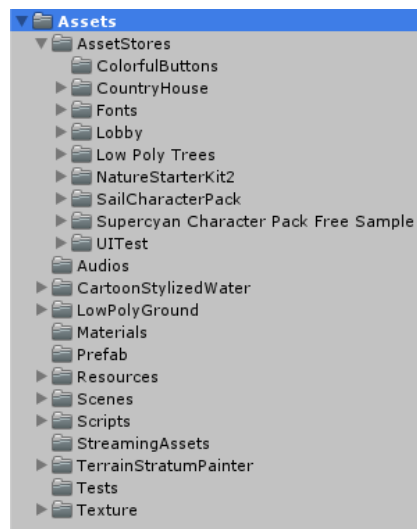 Assets
AssetStores
ColorfulButtons
CountryHouse
Fonts
Lobby
Low Poly Trees
NatureStarterKit2
SailCharacterPack
Supercyan Character Pack Free Sample
UITest
Audios
CartoonStylizedWater
LowPolyGround
Materials
Prefab
Resources
Scenes
Scripts
StreamingAssets
TerrainStratumPainter
Tests
Texture